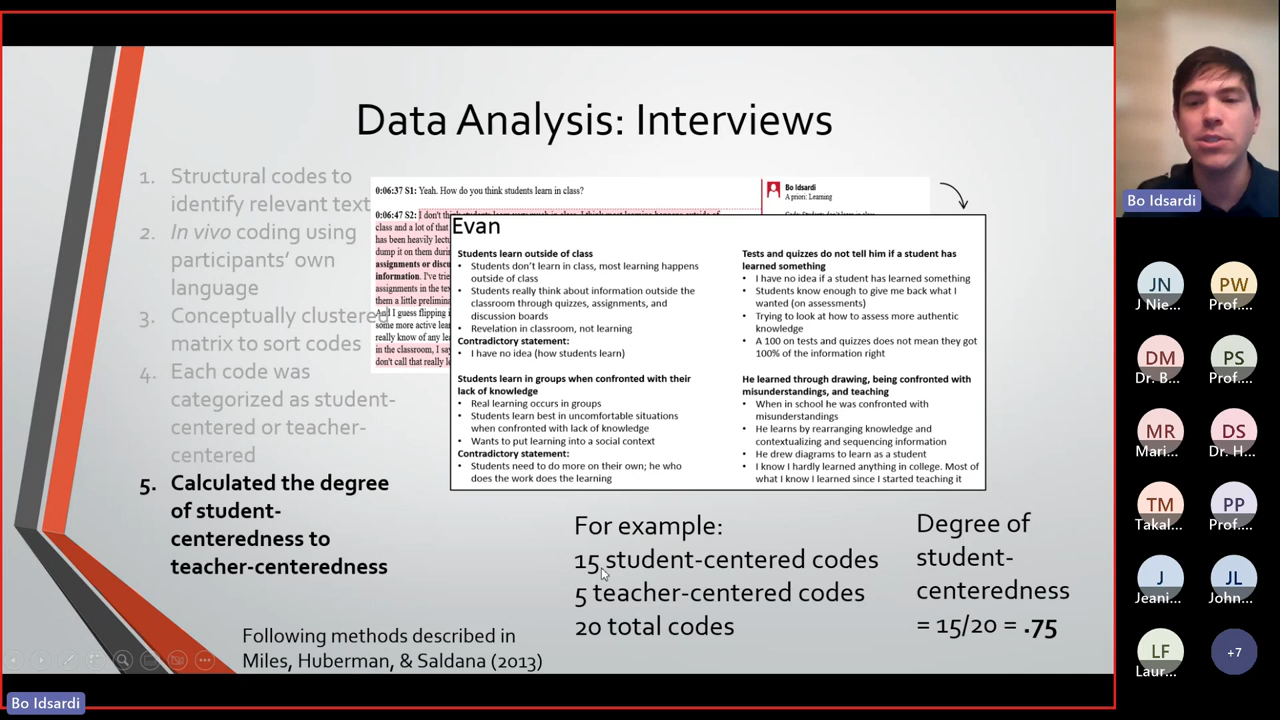 Data Analysis: Interviews
1. Structural codes to
identify relevant text
2. In vivo coding using
participants' own
language
3. Conceptually clustered
matrix to sort codes
4. Each code was
categorized as student-
centered or teacher-
centered
5. Calculated the degree
of student-
centeredness to
teacher-centeredness
0:06:37 S1: Yeah. How do you think students learn in class?
0:06:47 S2: I don't
class and a lot of that
has been heavily
dump it on them
assignments or
information. I've
assignments in the
them a little
And I guess flipping
some more active
really know of any
in the classroom, I
don't call that
Bo Idsardi
A priori: Learning
Evan
Students learn outside of class
• Students don't learn in class, most learning happens
outside of class
• Students really think about information outside the
classroom through quizzes, assignments, and
discussion boards
• Revelation in classroom, not learning
Contradictory statement:
• I have no idea (how students learn)
Students learn in groups when confronted with their
lack of knowledge
• Real learning occurs in groups
• Students learn best in uncomfortable situations
when confronted with lack of knowledge
• Wants to put learning into a social context
Contradictory statement:
• Students need to do more on their own; he who
does the work does the learning
Tests and quizzes do not tell him if a student has
learned something
• I have no idea if a student has learned something
• Students know enough to give me back what I
wanted (on assessments)
• Trying to look at how to assess more authentic
knowledge
• A 100 on tests and quizzes does not mean they got
100% of the information right
He learned through drawing, being confronted with
misunderstandings, and teaching
• When in school he was confronted with
misunderstandings
• He learns by rearranging knowledge and
contextualizing and sequencing information
• He drew diagrams to learn as a student
• I know I hardly learned anything in college. Most of
what I know I learned since I started teaching it
For example:
15 student-centered codes
5 teacher-centered codes
20 total codes
Degree of
student-
centeredness
= 15/20 = .75
Following methods described in
Miles, Huberman, & Saldana (2013)
Bo Idsardi
Bo Idsardi
JN
J Nie...
PW
Prof....
DM
Dr. B...
PS
Prof....
MR
Mari...
DS
Dr. H...
TM
Takal...
PP
Prof....
J
Jeani...
JL
John...
LF
Laur...
+7